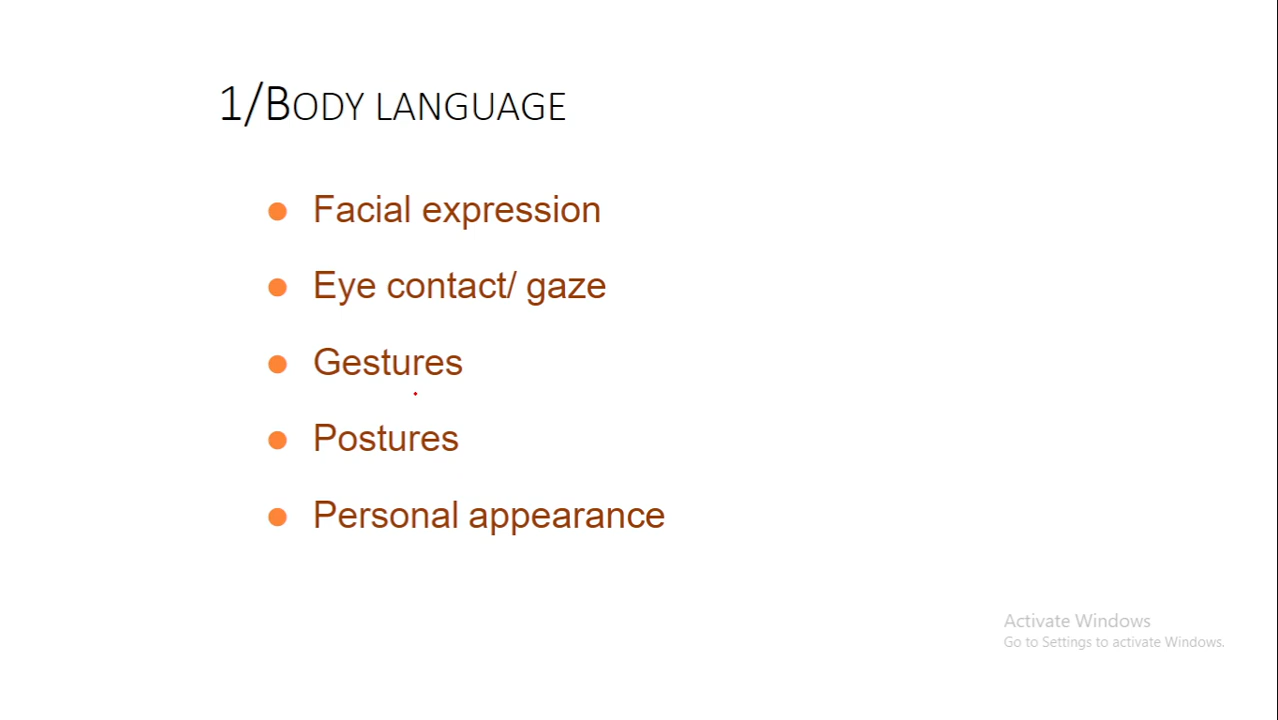 1/BODY LANGUAGE
Facial expression
Eye contact/ gaze
Gestures
Postures
Personal appearance
Activate Windows
Go to Settings to activate Windows.